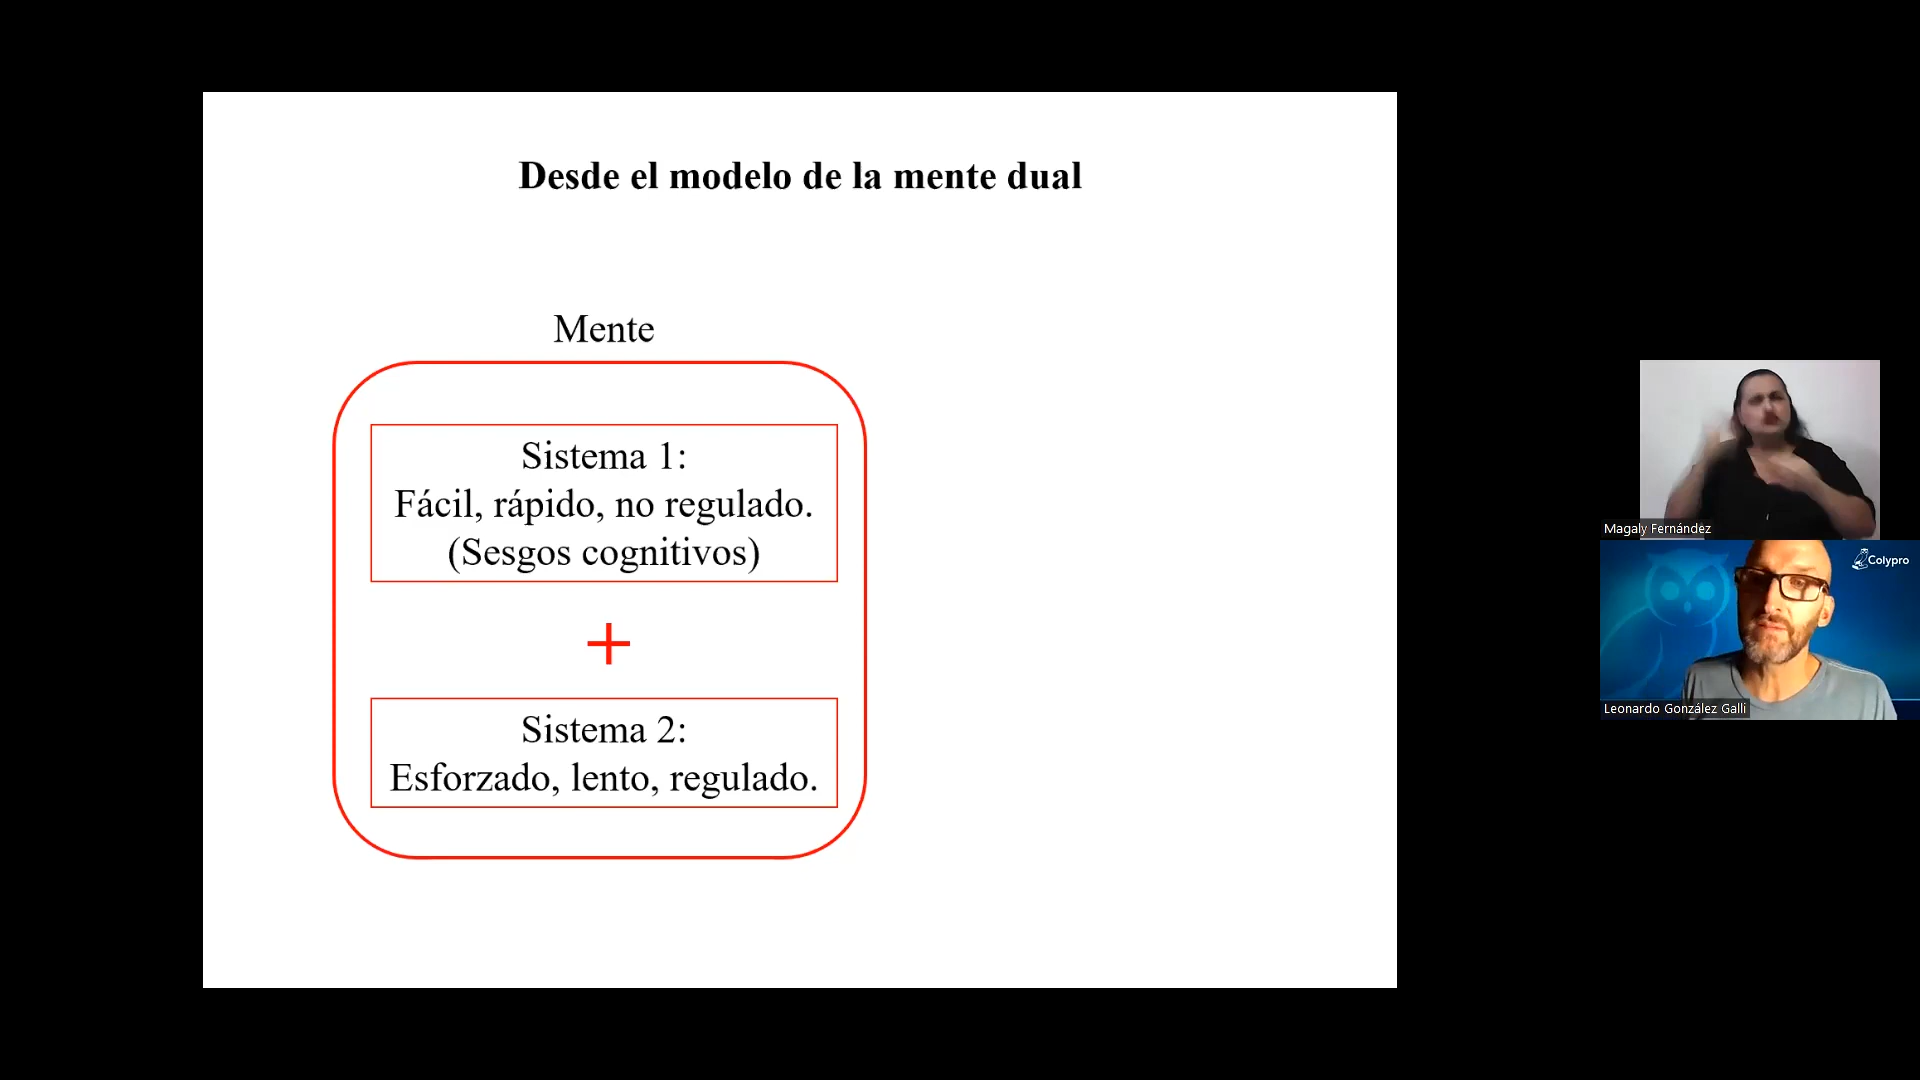 Desde el modelo de la mente dual
Mente
Sistema 1:
Fácil, rápido, no regulado.
(Sesgos cognitivos)
+
Sistema 2:
Esforzado, lento, regulado.
Magaly Fernández
Colypro
Leonardo González Galli